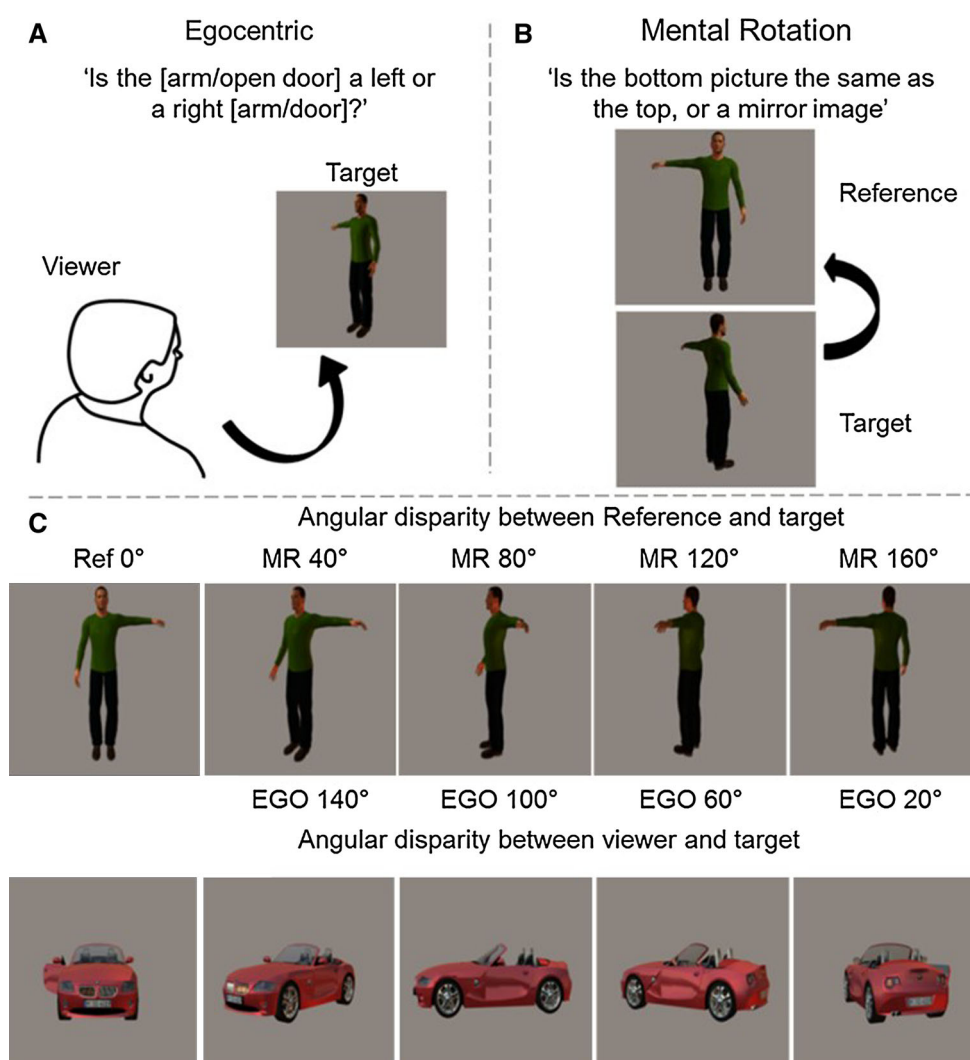 A
Egocentric
‘Is the [arm/open door] a left or
a right [arm/door]?’
Target
Viewer
B
Mental Rotation
‘Is the bottom picture the same as
the top, or a mirror image’
Reference
Target
C
Angular disparity between Reference and target
Ref 0° MR 40° MR 80° MR 120° MR 160°
EGO 140° EGO 100° EGO 60° EGO 20°
Angular disparity between viewer and target